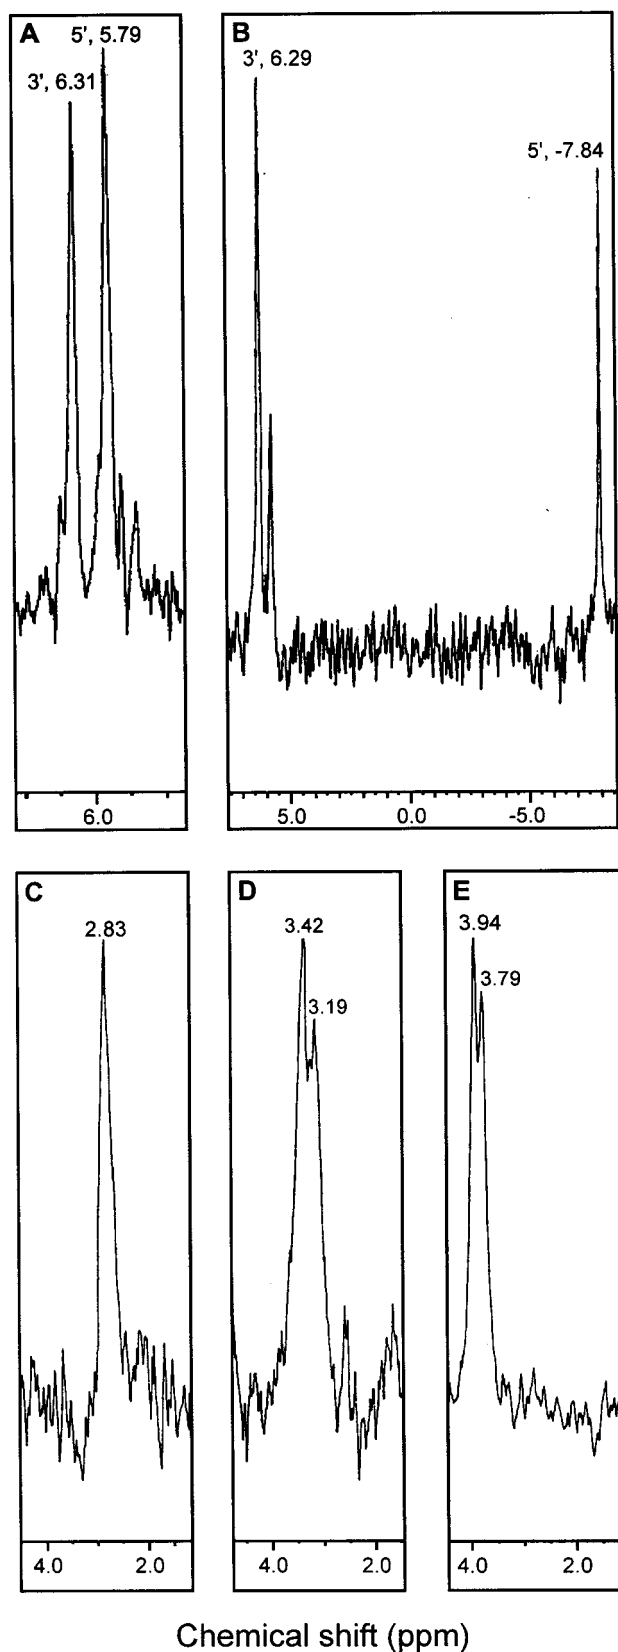 A
5', 5.79
3', 6.31
6.0
B
3', 6.29
5', -7.84
5.0 0.0 -5.0
C
2.83
4.0 2.0
D
3.42
3.19
4.0 2.0
E
3.94
3.79
4.0 2.0
Chemical shift (ppm)